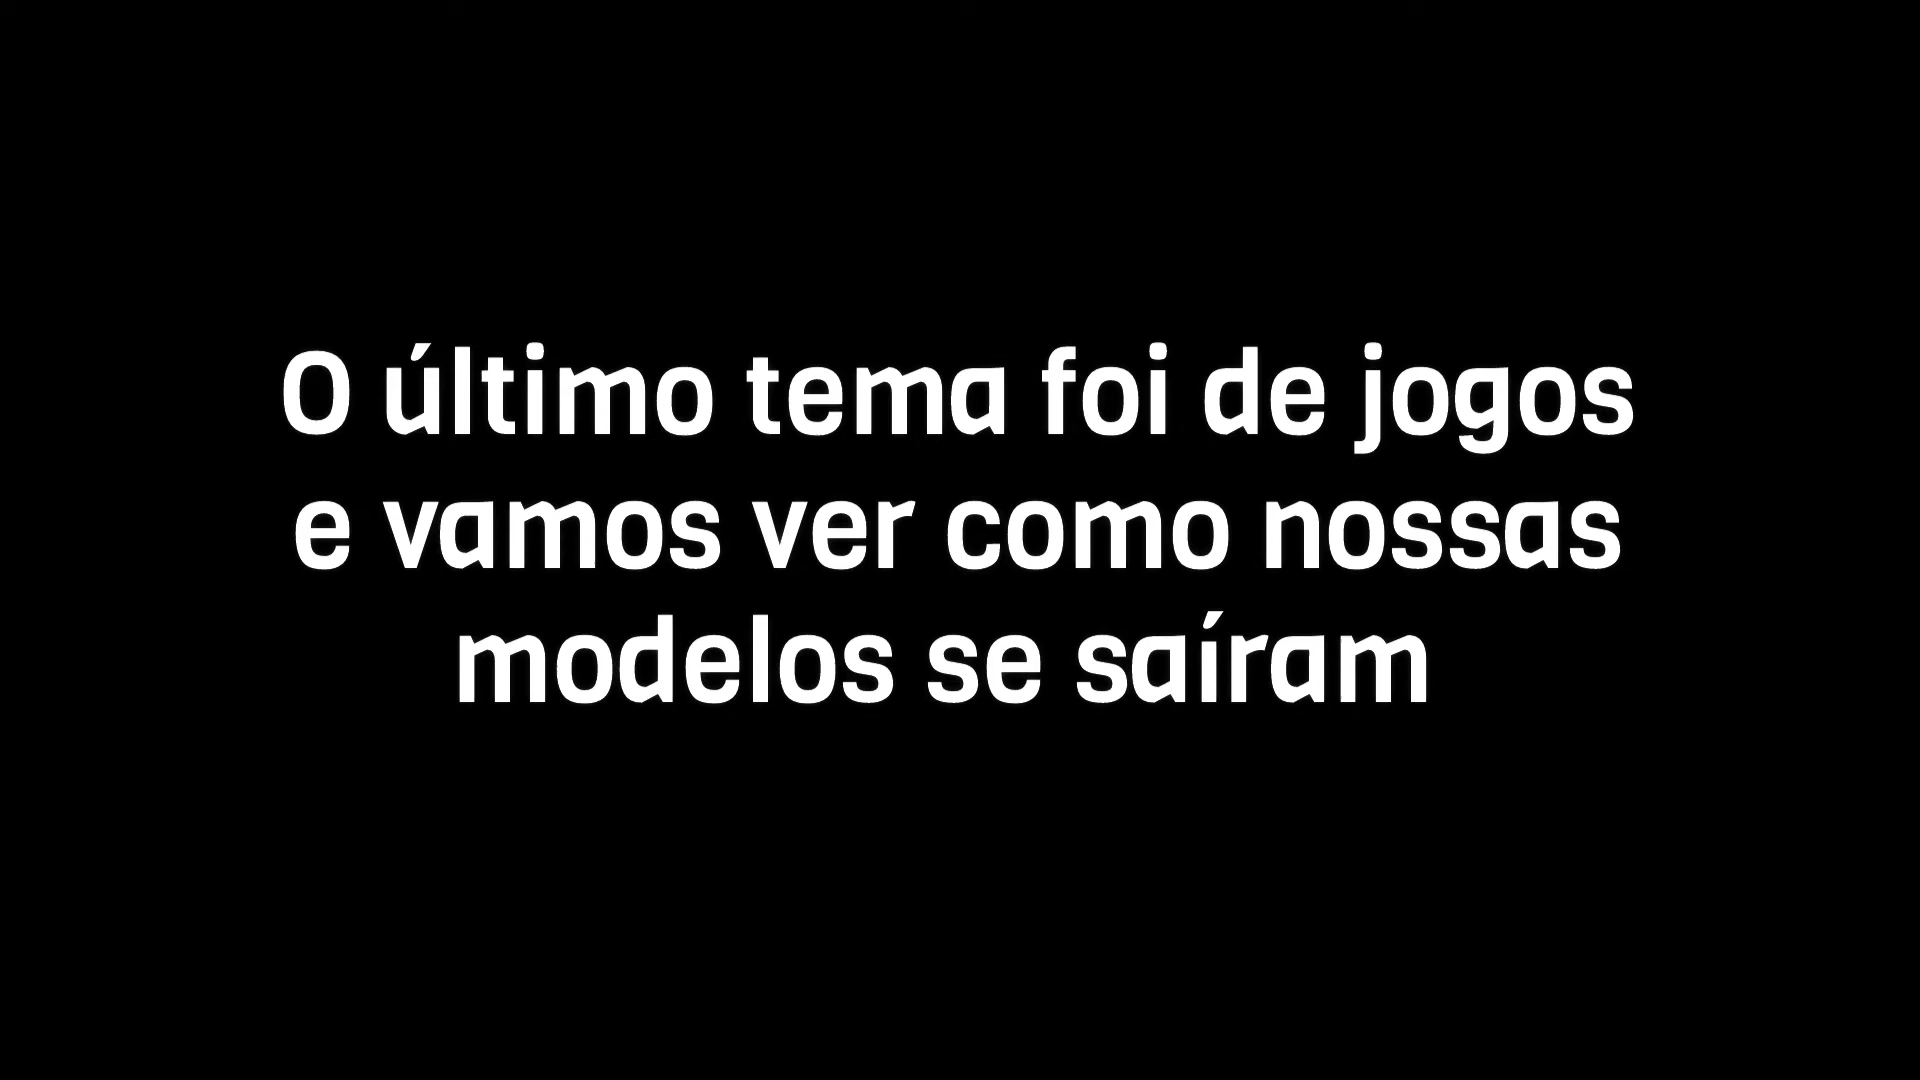 O último tema foi de jogos
e vamos ver como nossas
modelos se saíram